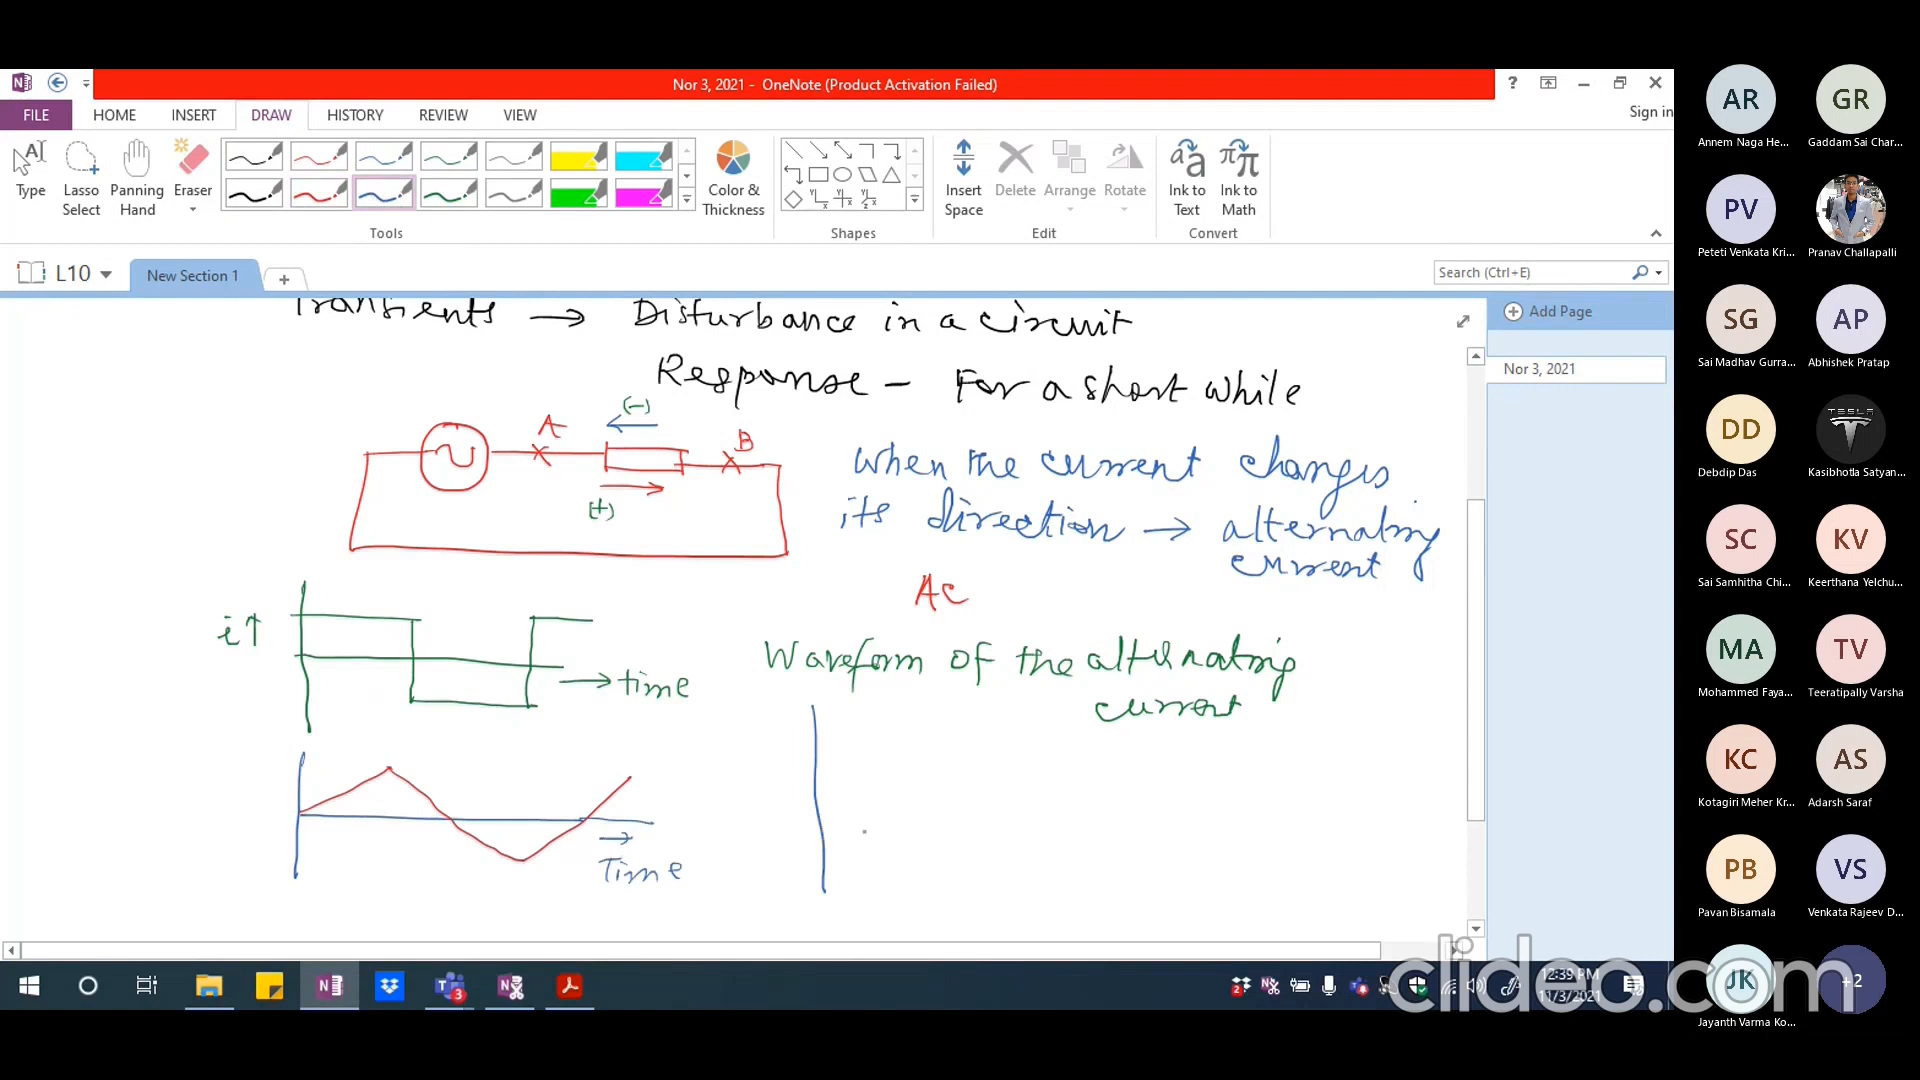 Nor 3, 2021 - OneNote (Product Activation Failed)
?
FILE HOME INSERT DRAW HISTORY REVIEW VIEW
Sign in
Type
Lasso Select
Panning Hand
Eraser
Color & Thickness
Insert Space
Delete
Arrange
Rotate
Ink to Text
Ink to Math
Tools
Shapes
Edit
Convert
L10
New Section 1
Search (Ctrl+E)
Add Page
Nor 3, 2021
Transients → Disturbance in a circuit
Response - For a short while
(-)
A
B
(+)
When the current changes
its direction → alternating
current
AC
i↑
→ time
Waveform of the alternating
current
→
Time
AR
Annem Naga He...
GR
Gaddam Sai Char...
PV
Peteti Venkata Kri...
Pranav Challapalli
SG
Sai Madhav Gurra...
AP
Abhishek Pratap
DD
Debdip Das
TESLA
Kasibhotla Satyan...
SC
Sai Samhitha Chi...
KV
Keerthana Yelchu...
MA
Mohammed Faya...
TV
Teeratipally Varsha
KC
Kotagiri Meher Kr...
AS
Adarsh Saraf
PB
Pavan Bisamala
VS
Venkata Rajeev D...
JK
Jayanth Varma Ko...
+2
12:39 PM
11/3/2021
clideo.com